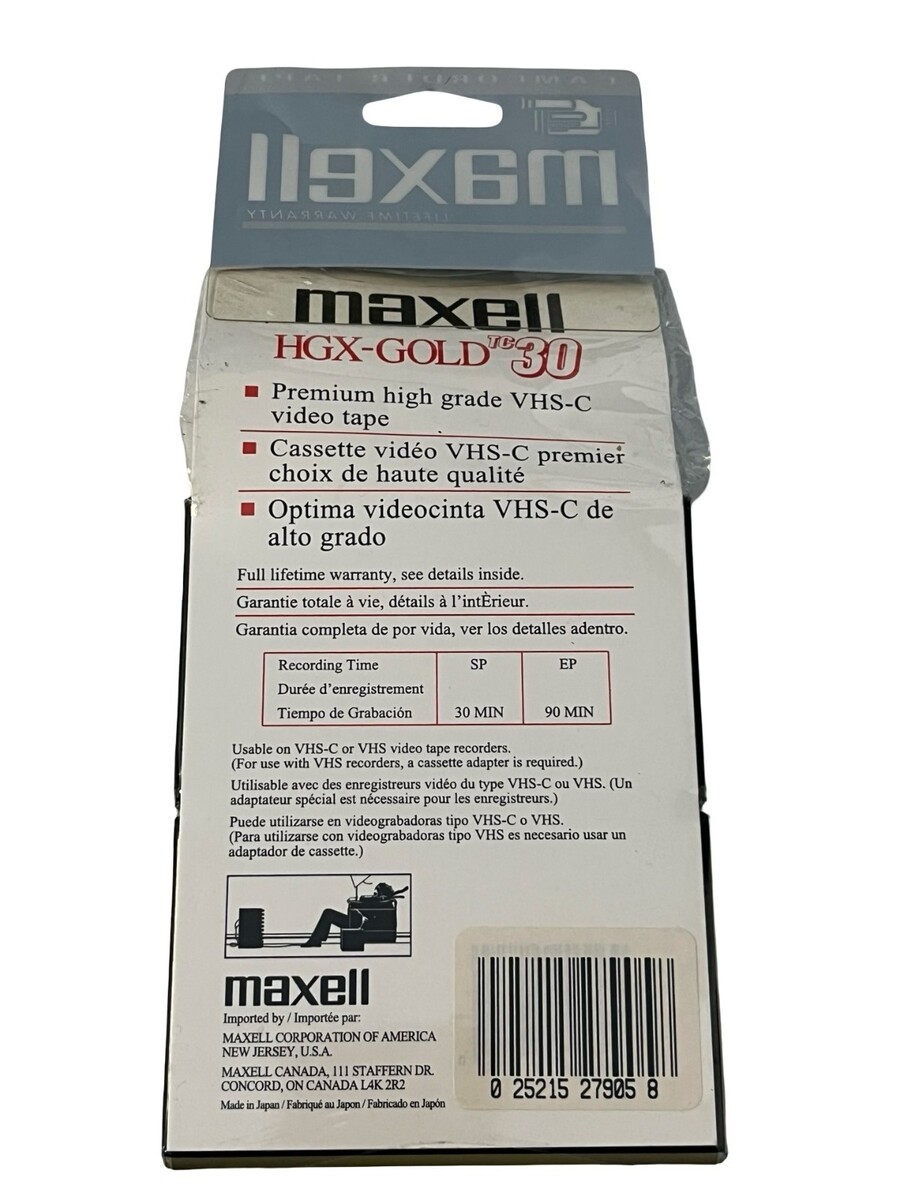 maxell
LIFETIME WARRANTY
maxell
HGX-GOLD TC30
Premium high grade VHS-C
video tape
Cassette vidéo VHS-C premier
choix de haute qualité
Optima videocinta VHS-C de
alto grado
Full lifetime warranty, see details inside.
Garantie totale à vie, détails à l'intÈrieur.
Garantia completa de por vida, ver los detalles adentro.
Recording Time SP EP
Durée d'enregistrement
Tiempo de Grabación 30 MIN 90 MIN
Usable on VHS-C or VHS video tape recorders.
(For use with VHS recorders, a cassette adapter is required.)
Utilisable avec des enregistreurs vidéo du type VHS-C ou VHS. (Un
adaptateur spécial est nécessaire pour les enregistreurs.)
Puede utilizarse en videograbadoras tipo VHS-C o VHS.
(Para utilizarse con videograbadoras tipo VHS es necesario usar un
adaptador de cassette.)
maxell
Imported by / Importée par:
MAXELL CORPORATION OF AMERICA
NEW JERSEY, U.S.A.
MAXELL CANADA, 111 STAFFERN DR.
CONCORD, ON CANADA L4K 2R2
Made in Japan / Fabriqué au Japon / Fabricado en Japón
0 25215 27905 8